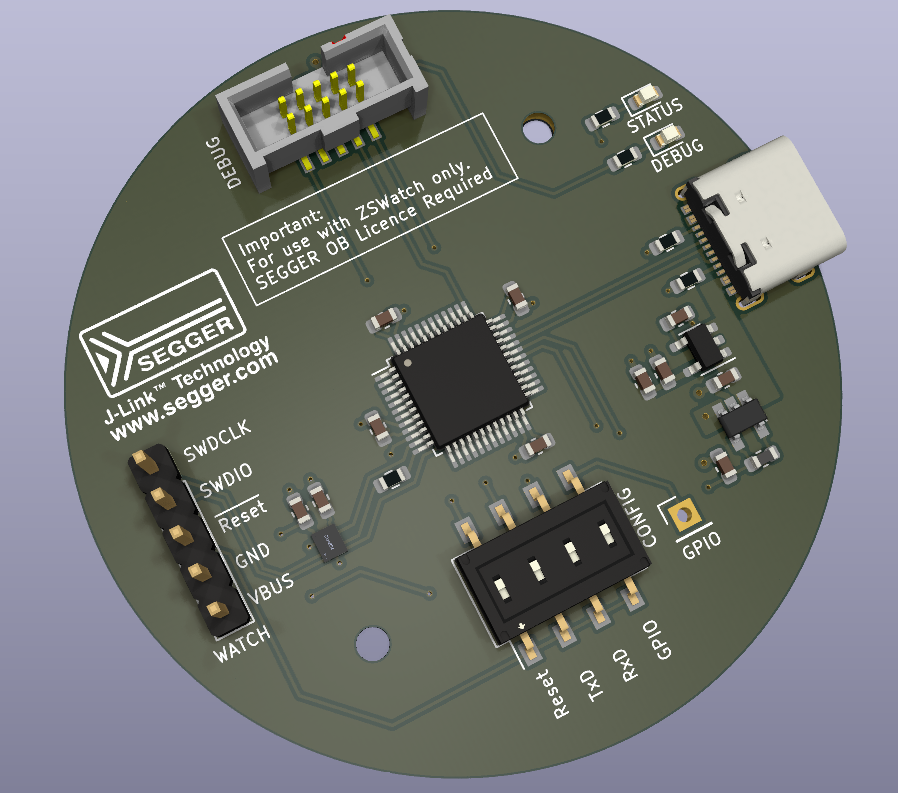 STATUS
DEBUG
DEBUG
Important:
For use with ZSWatch only.
SEGGER OB Licence Required
SEGGER
J-Link™ Technology
www.segger.com
SWDCLK
SWDIO
Reset
GND
VBUS
WATCH
CONFIG
GPIO
Reset
TxD
RxD
GPIO